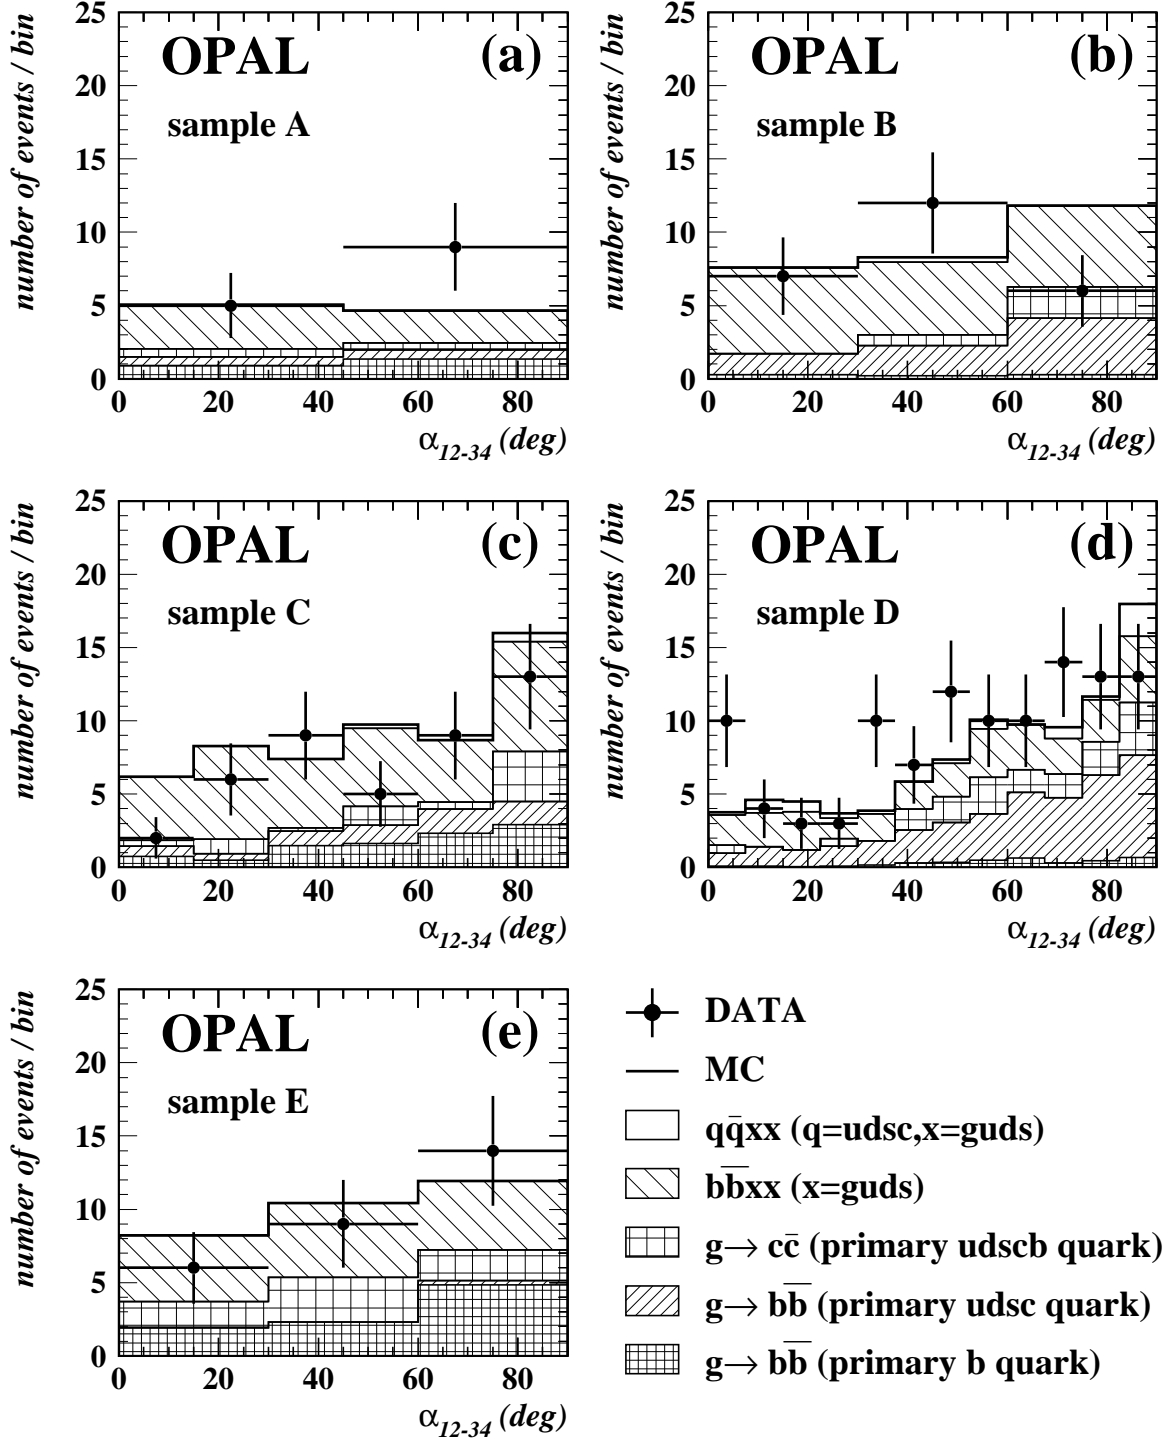 number of events / bin
25
20
15
10
5
0
OPAL
(a)
sample A
0 20 40 60 80
α12-34 (deg)
number of events / bin
25
20
15
10
5
0
OPAL
(b)
sample B
0 20 40 60 80
α12-34 (deg)
number of events / bin
25
20
15
10
5
0
OPAL
(c)
sample C
0 20 40 60 80
α12-34 (deg)
number of events / bin
25
20
15
10
5
0
OPAL
(d)
sample D
0 20 40 60 80
α12-34 (deg)
number of events / bin
25
20
15
10
5
0
OPAL
(e)
sample E
0 20 40 60 80
α12-34 (deg)
DATA
MC
qq̄xx (q=udsc,x=guds)
bb̄xx (x=guds)
g→ cc̄ (primary udscb quark)
g→ bb̄ (primary udsc quark)
g→ bb̄ (primary b quark)